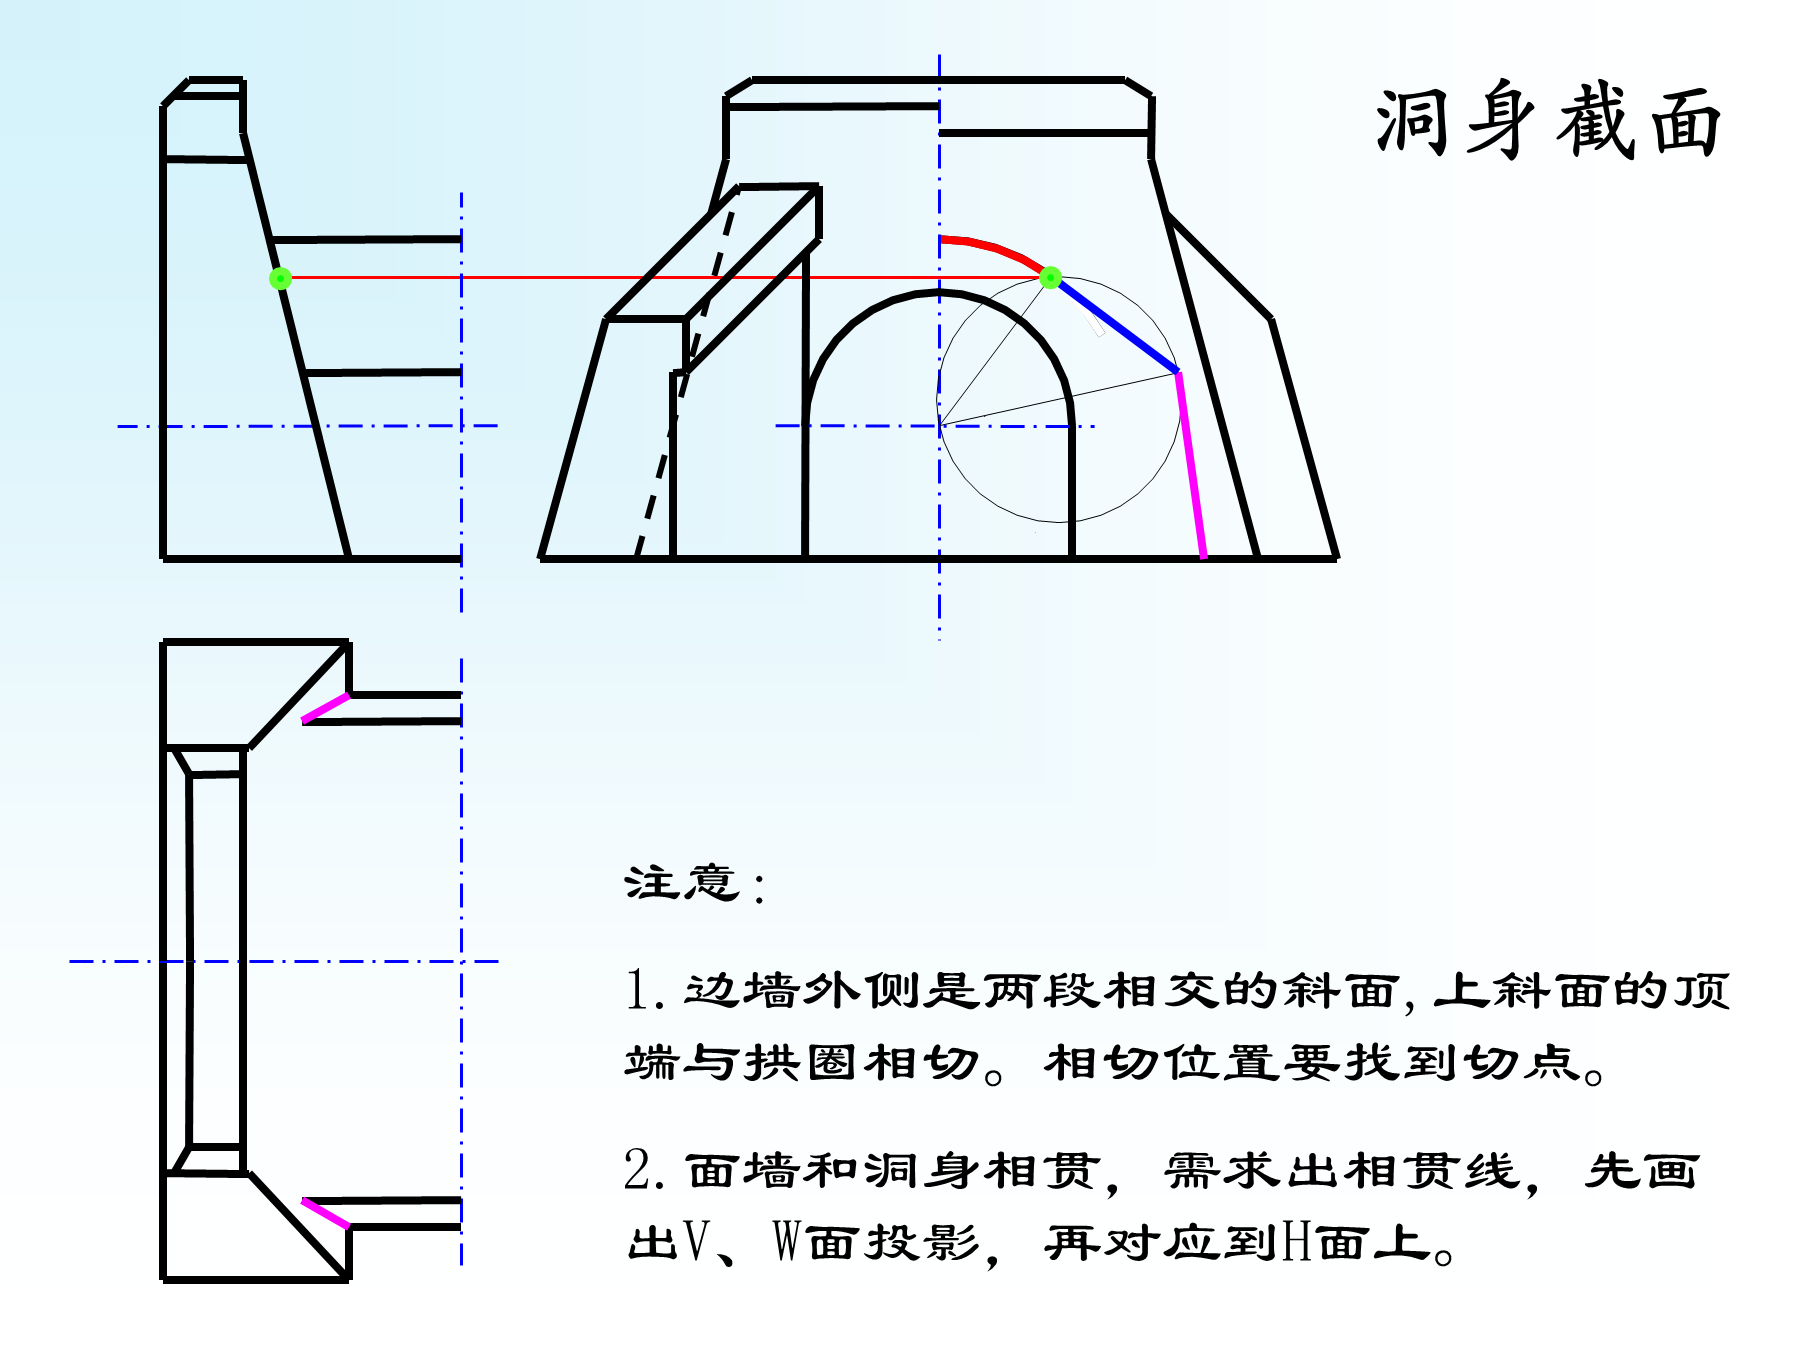 洞身截面
注意:
1.边墙外侧是两段相交的斜面,上斜面的顶
端与拱圈相切。相切位置要找到切点。
2.面墙和洞身相贯，需求出相贯线，先画
出V、W面投影，再对应到H面上。